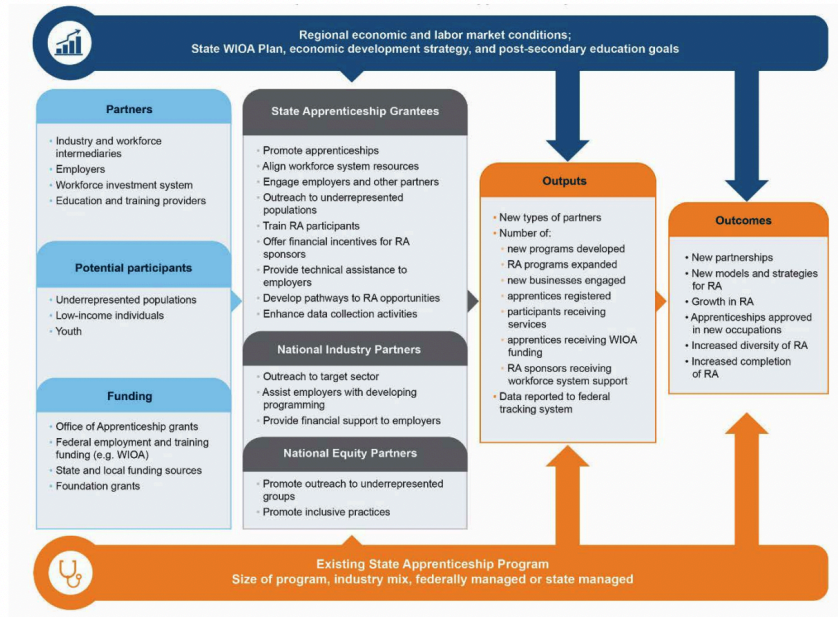 Regional economic and labor market conditions;
State WIOA Plan, economic development strategy, and post-secondary education goals
Partners
• Industry and workforce
intermediaries
• Employers
• Workforce investment system
• Education and training providers
Potential participants
• Underrepresented populations
• Low-income individuals
• Youth
Funding
• Office of Apprenticeship grants
• Federal employment and training
funding (e.g. WIOA)
• State and local funding sources
• Foundation grants
State Apprenticeship Grantees
• Promote apprenticeships
• Align workforce system resources
• Engage employers and other partners
• Outreach to underrepresented
populations
• Train RA participants
• Offer financial incentives for RA
sponsors
• Provide technical assistance to
employers
• Develop pathways to RA opportunities
• Enhance data collection activities
National Industry Partners
• Outreach to target sector
• Assist employers with developing
programming
• Provide financial support to employers
National Equity Partners
• Promote outreach to underrepresented
groups
• Promote inclusive practices
Outputs
• New types of partners
• Number of:
• new programs developed
• RA programs expanded
• new businesses engaged
• apprentices registered
• participants receiving
services
• apprentices receiving WIOA
funding
• RA sponsors receiving
workforce system support
• Data reported to federal
tracking system
Outcomes
• New partnerships
• New models and strategies
for RA
• Growth in RA
• Apprenticeships approved
in new occupations
• Increased diversity of RA
• Increased completion
of RA
Existing State Apprenticeship Program
Size of program, industry mix, federally managed or state managed